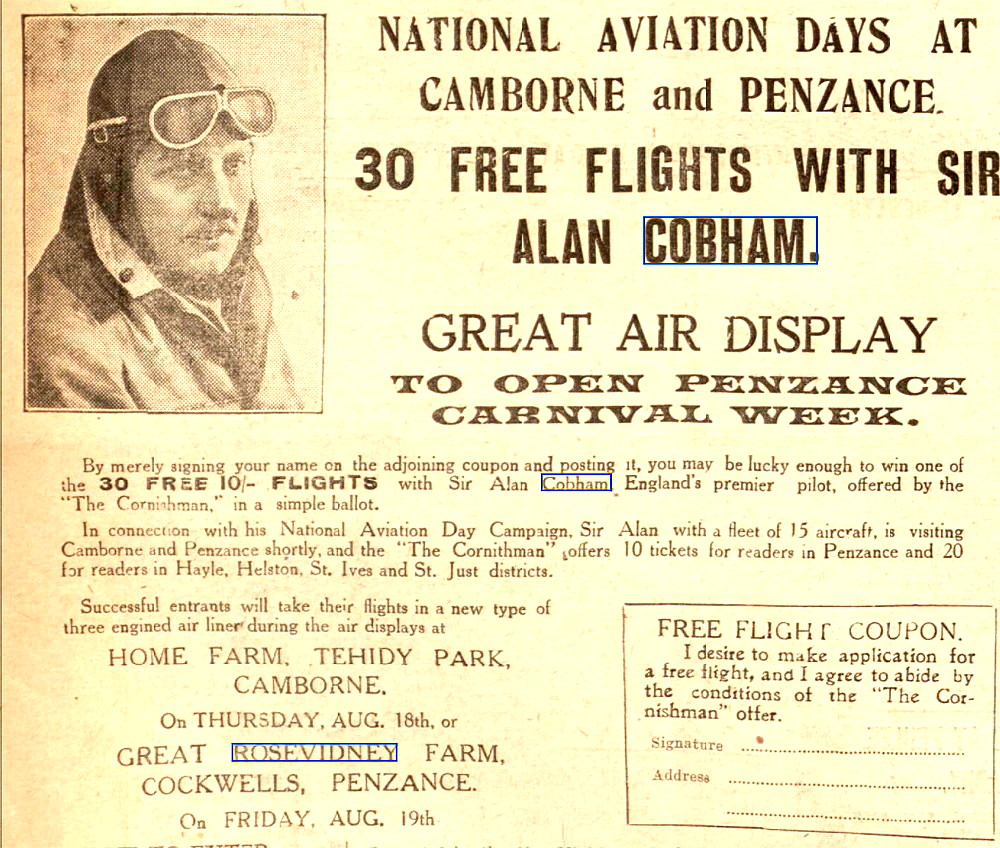 NATIONAL AVIATION DAYS AT
CAMBORNE and PENZANCE.
30 FREE FLIGHTS WITH SIR
ALAN COBHAM.
GREAT AIR DISPLAY
TO OPEN PENZANCE
CARNIVAL WEEK.
By merely signing your name on the adjoining coupon and posting it, you may be lucky enough to win one of
the 30 FREE 10/- FLIGHTS with Sir Alan Cobham, England's premier pilot, offered by the
"The Cornishman," in a simple ballot.
In connection with his National Aviation Day Campaign, Sir Alan with a fleet of 15 aircraft, is visiting
Camborne and Penzance shortly, and the "The Cornithman" offers 10 tickets for readers in Penzance and 20
for readers in Hayle, Helston, St. Ives and St. Just districts.
Successful entrants will take their flights in a new type of
three engined air liner during the air displays at
HOME FARM, TEHIDY PARK,
CAMBORNE.
On THURSDAY, AUG. 18th, or
GREAT ROSEVIDNEY FARM,
COCKWELLS, PENZANCE.
On FRIDAY, AUG. 19th
FREE FLIGHT COUPON.
I desire to make application for
a free flight, and I agree to abide by
the conditions of the "The Cor-
nishman" offer.
Signature
Address